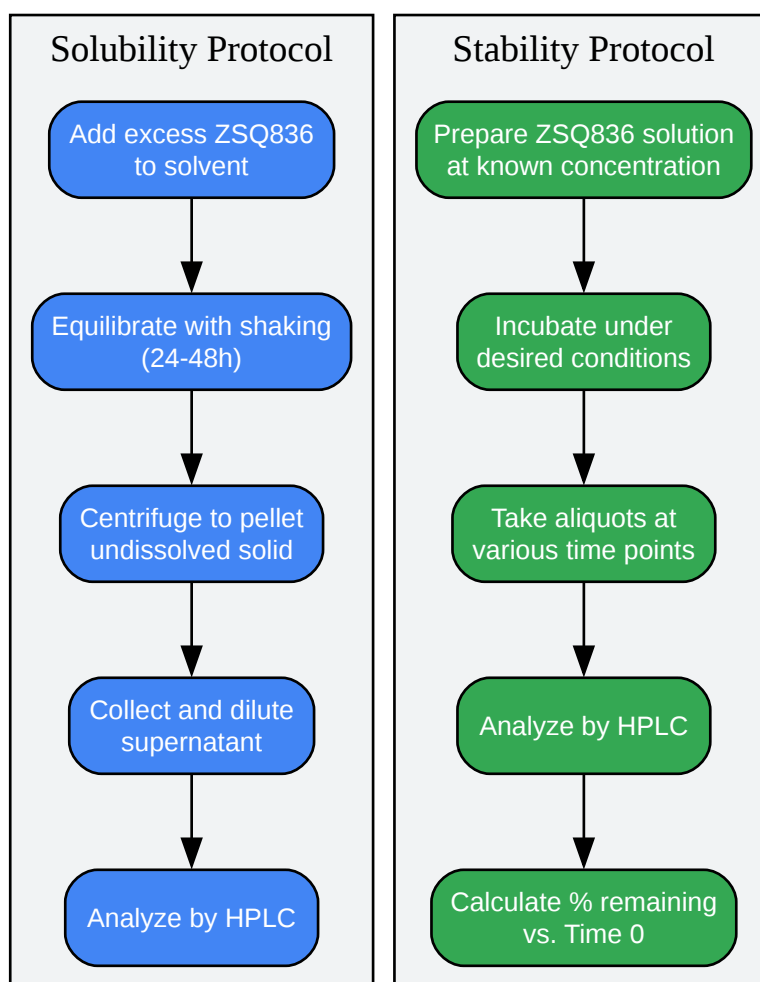 Solubility Protocol
Add excess ZSQ836
to solvent
Equilibrate with shaking
(24-48h)
Centrifuge to pellet
undissolved solid
Collect and dilute
supernatant
Analyze by HPLC
Stability Protocol
Prepare ZSQ836 solution
at known concentration
Incubate under
desired conditions
Take aliquots at
various time points
Analyze by HPLC
Calculate % remaining
vs. Time 0